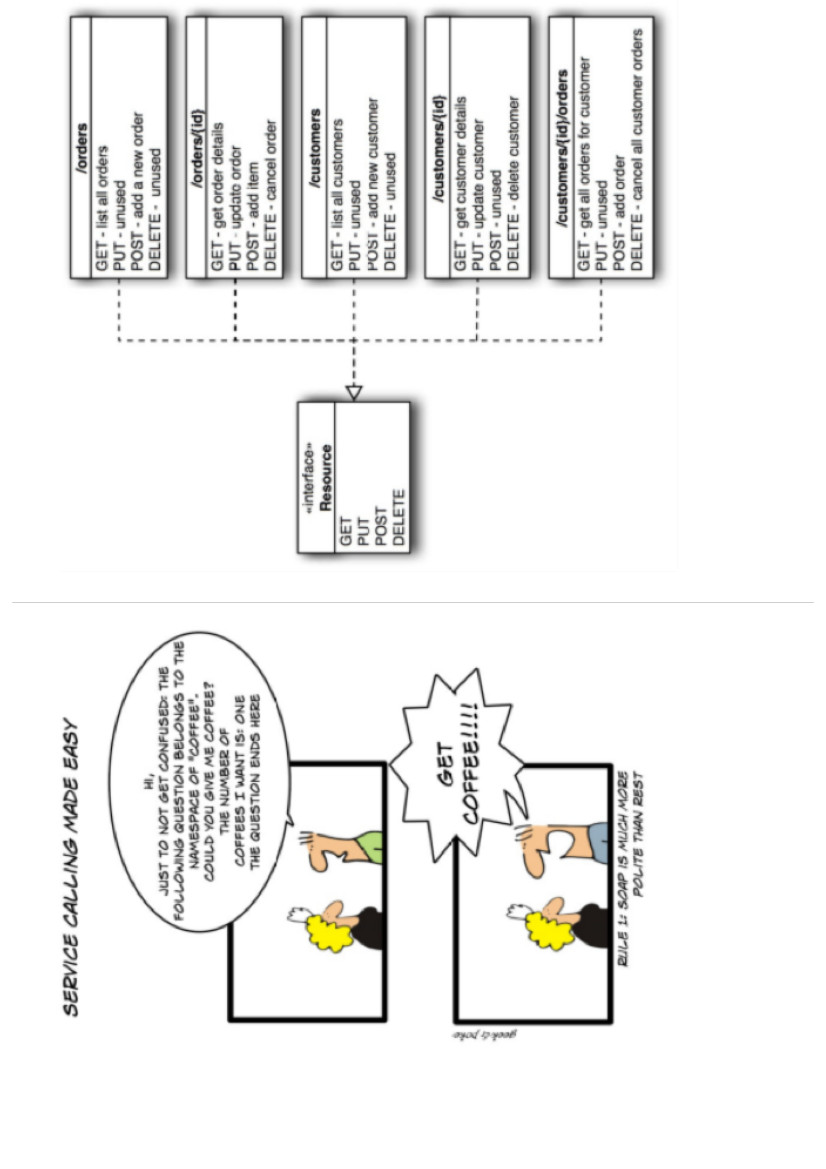 «interface»
Resource
GET
PUT
POST
DELETE
/orders
GET - list all orders
PUT - unused
POST - add a new order
DELETE - unused
/orders/{id}
GET - get order details
PUT - update ordor
POST - add item
DELETE - cancel order
/customers
GET - list all customers
PUT - unused
POST - add new customer
DELETE - unused
/customers/{id}
GET - get customer details
PUT - update customer
POST - unused
DELETE - delete customer
/customers/{id}/orders
GET - get all orders for customer
PUT - unused
POST - add order
DELETE - cancel all customer orders
SERVICE CALLING MADE EASY
HI,
JUST TO NOT GET CONFUSED: THE
FOLLOWING QUESTION BELONGS TO THE
NAMESPACE OF "COFFEE".
COULD YOU GIVE ME COFFEE?
THE NUMBER OF
COFFEES I WANT IS: ONE
THE QUESTION ENDS HERE
GET
COFFEE!!!!
geek & poke
RULE 1: SOAP IS MUCH MORE
POLITE THAN REST